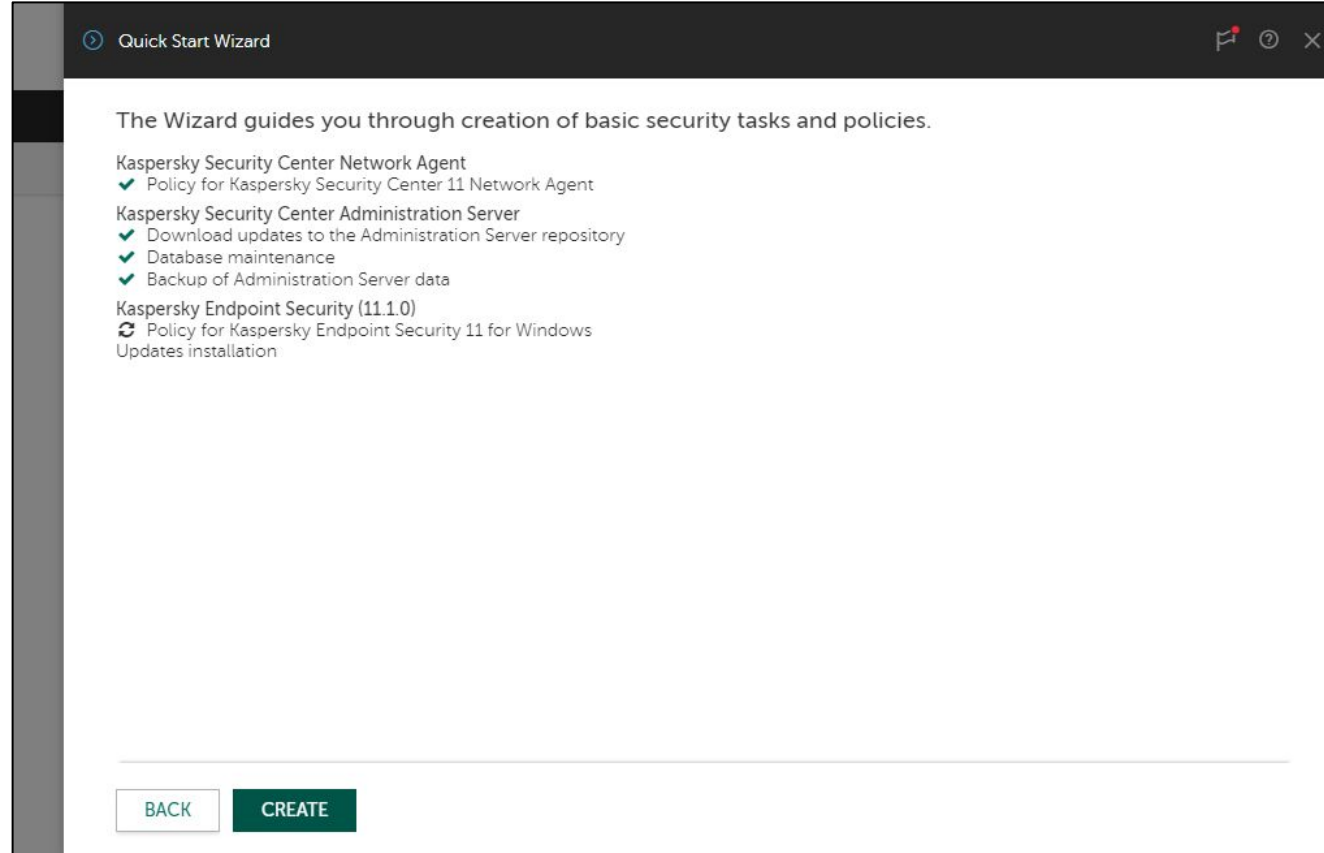 Quick Start Wizard
The Wizard guides you through creation of basic security tasks and policies.
Kaspersky Security Center Network Agent
Policy for Kaspersky Security Center 11 Network Agent
Kaspersky Security Center Administration Server
Download updates to the Administration Server repository
Database maintenance
Backup of Administration Server data
Kaspersky Endpoint Security (11.1.0)
Policy for Kaspersky Endpoint Security 11 for Windows
Updates installation
BACK
CREATE